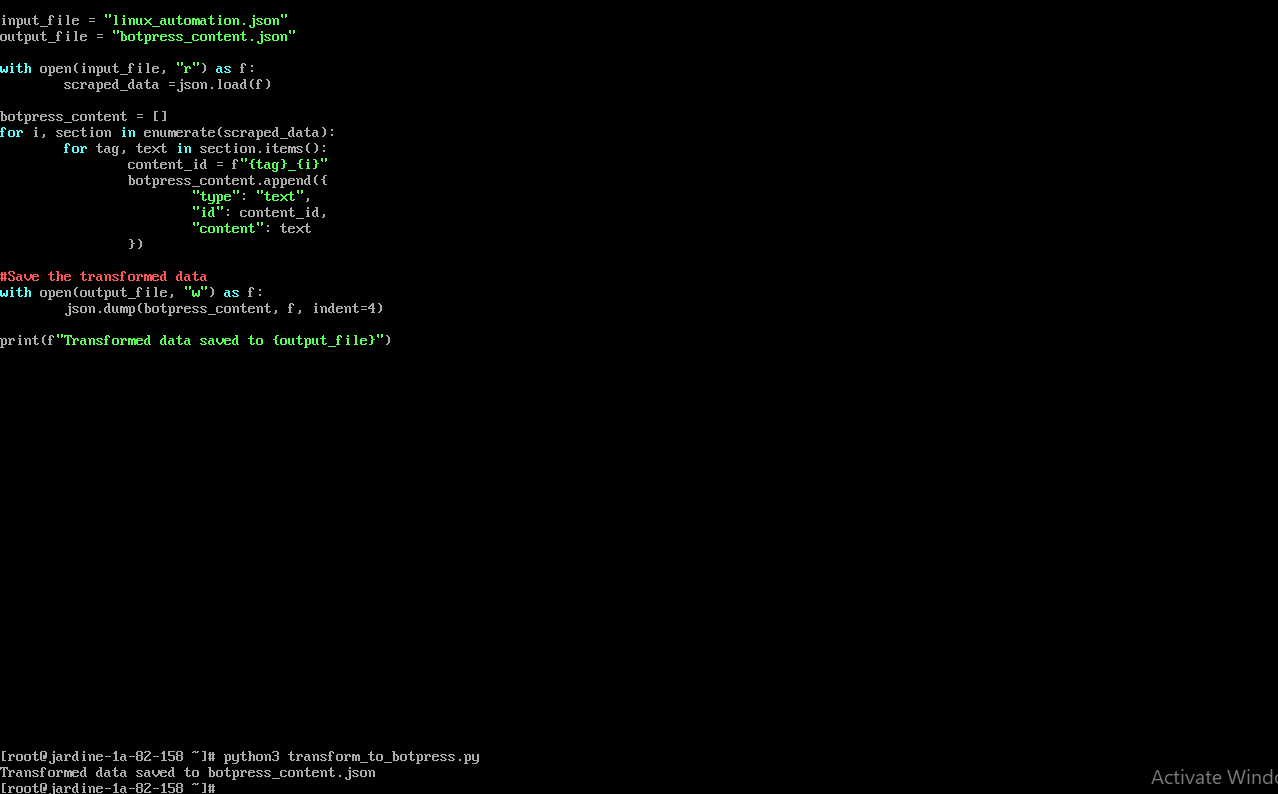 input_file = "linux_automation.json"
output_file = "botpress_content.json"
with open(input_file, "r") as f:
        scraped_data =json.load(f)
botpress_content = []
for i, section in enumerate(scraped_data):
        for tag, text in section.items():
                content_id = f"{tag}_{i}"
                botpress_content.append({
                        "type": "text",
                        "id": content_id,
                        "content": text
                })
#Save the transformed data
with open(output_file, "w") as f:
        json.dump(botpress_content, f, indent=4)
print(f"Transformed data saved to {output_file}")
[root@jardine-1a-82-158 ~]# python3 transform_to_botpress.py
Transformed data saved to botpress_content.json
[root@jardine-1a-82-158 ~]#
Activate Windo